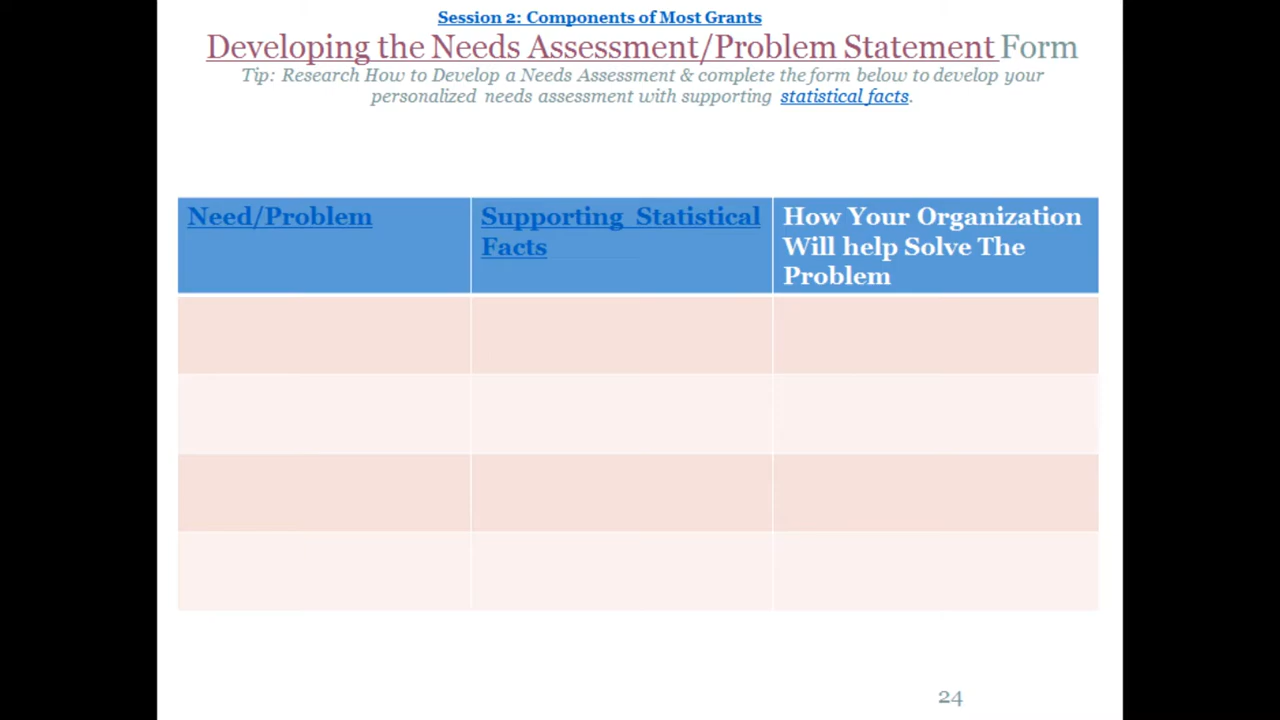 Session 2: Components of Most Grants
Developing the Needs Assessment/Problem Statement Form
Tip: Research How to Develop a Needs Assessment & complete the form below to develop your
personalized needs assessment with supporting statistical facts.
Need/Problem
Supporting Statistical
Facts
How Your Organization
Will help Solve The
Problem
24